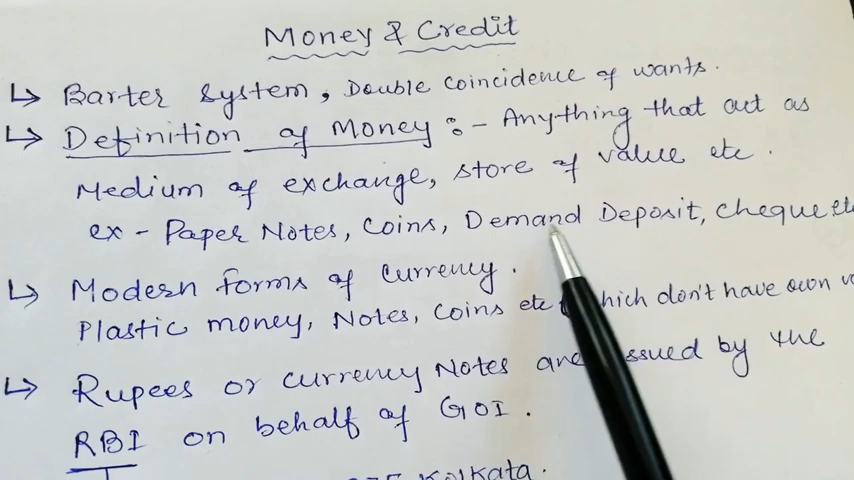 Money & Credit
↳ Barter System, Double Coincidence of wants.
↳ Definition of Money :- Anything that act as
Medium of exchange, store of value etc.
ex - Paper Notes, Coins, Demand Deposit, cheque etc
↳ Modern forms of currency.
Plastic money, Notes, Coins etc which don't have own v
↳ Rupees or currency Notes are issued by the
RBI on behalf of GOI.
Kolkata.